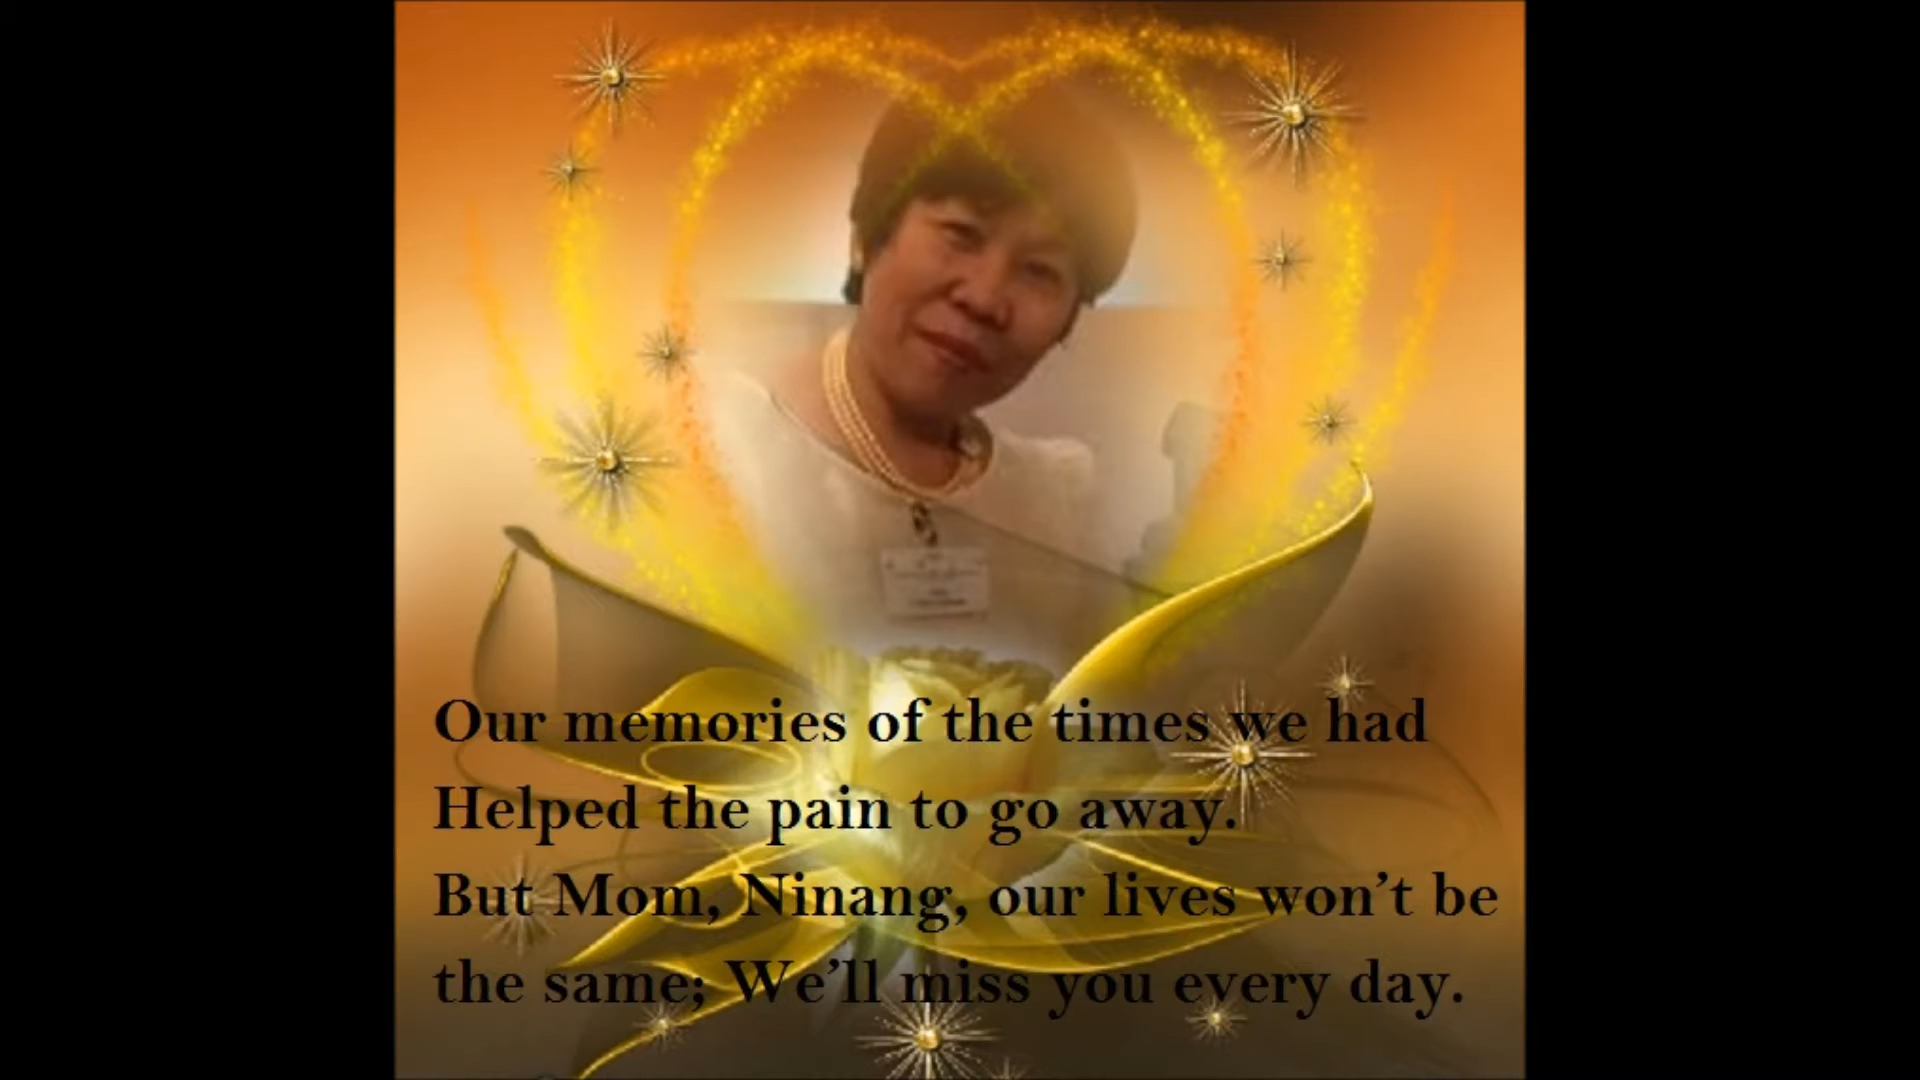 Our memories of the times we had
Helped the pain to go away.
But Mom, Ninang, our lives won’t be
the same; We’ll miss you every day.